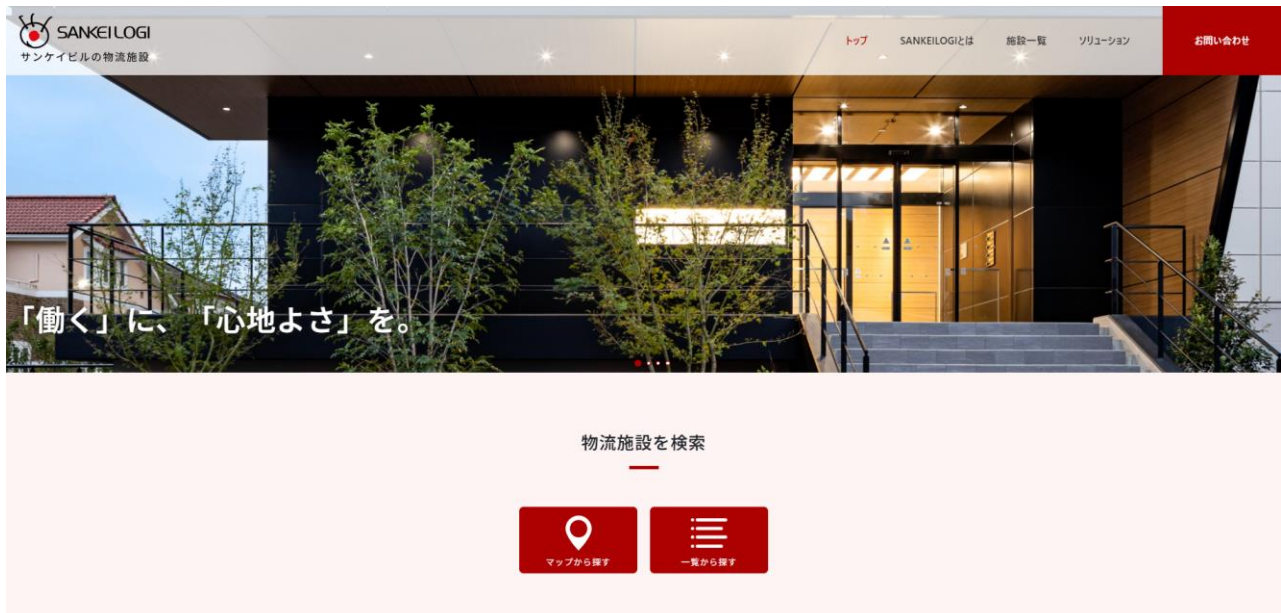 SANKEILOGI
サンケイビルの物流施設
トップ
SANKEILOGIとは
施設一覧
ソリューション
お問い合わせ
「働く」に、「心地よさ」を。
物流施設を検索
マップから探す
一覧から探す